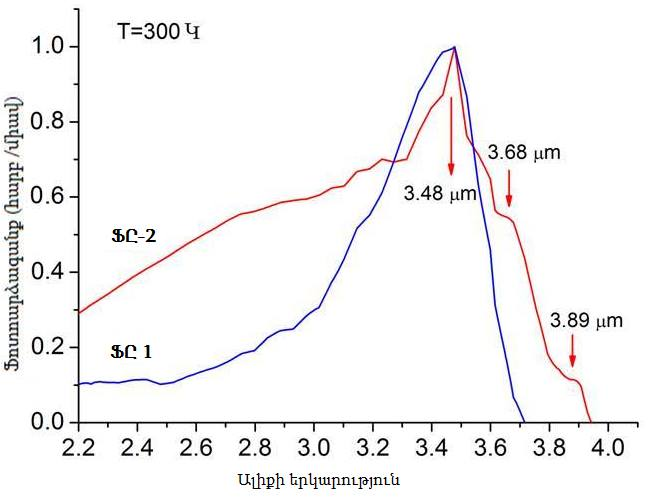 T=300 Կ
1.0
0.8
0.6
0.4
0.2
0.0
Ֆոտոարձագանք (հարբ /միավ)
3.48 μm
3.68 μm
3.89 μm
ՖԸ-2
ՖԸ 1
2.2 2.4 2.6 2.8 3.0 3.2 3.4 3.6 3.8 4.0
Ալիքի երկարություն